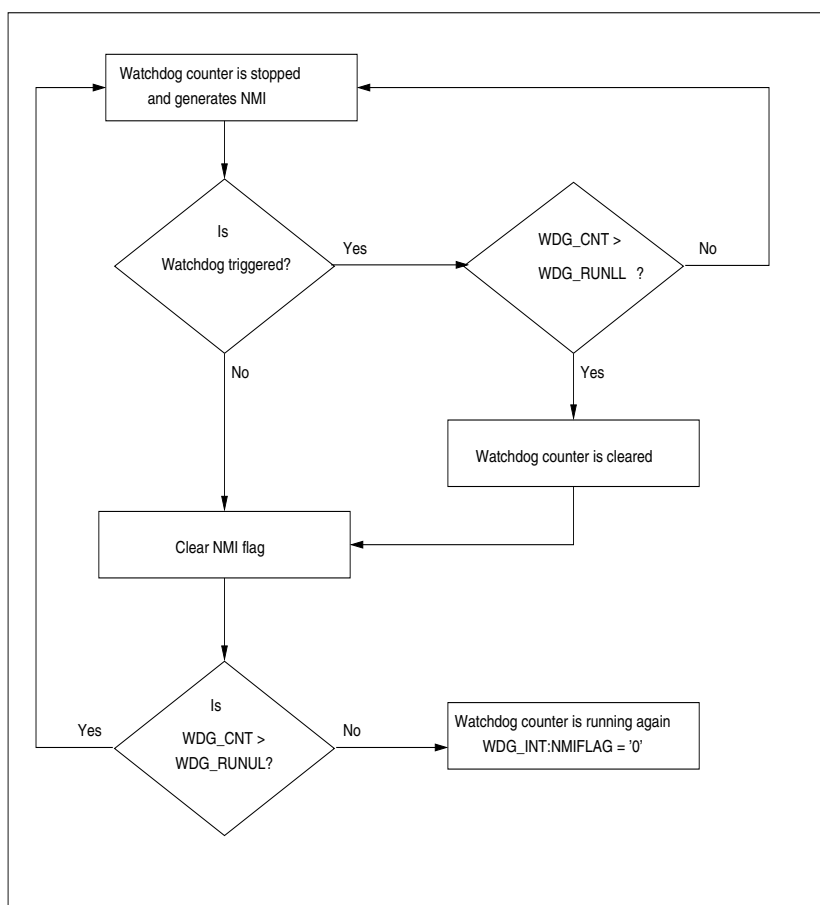 Watchdog counter is stopped
and generates NMI
Is
Watchdog triggered?
Yes
WDG_CNT >
WDG_RUNLL ?
No
No
Yes
Watchdog counter is cleared
Clear NMI flag
Is
WDG_CNT >
WDG_RUNUL?
Yes
No
Watchdog counter is running again
WDG_INT:NMIFLAG = '0'